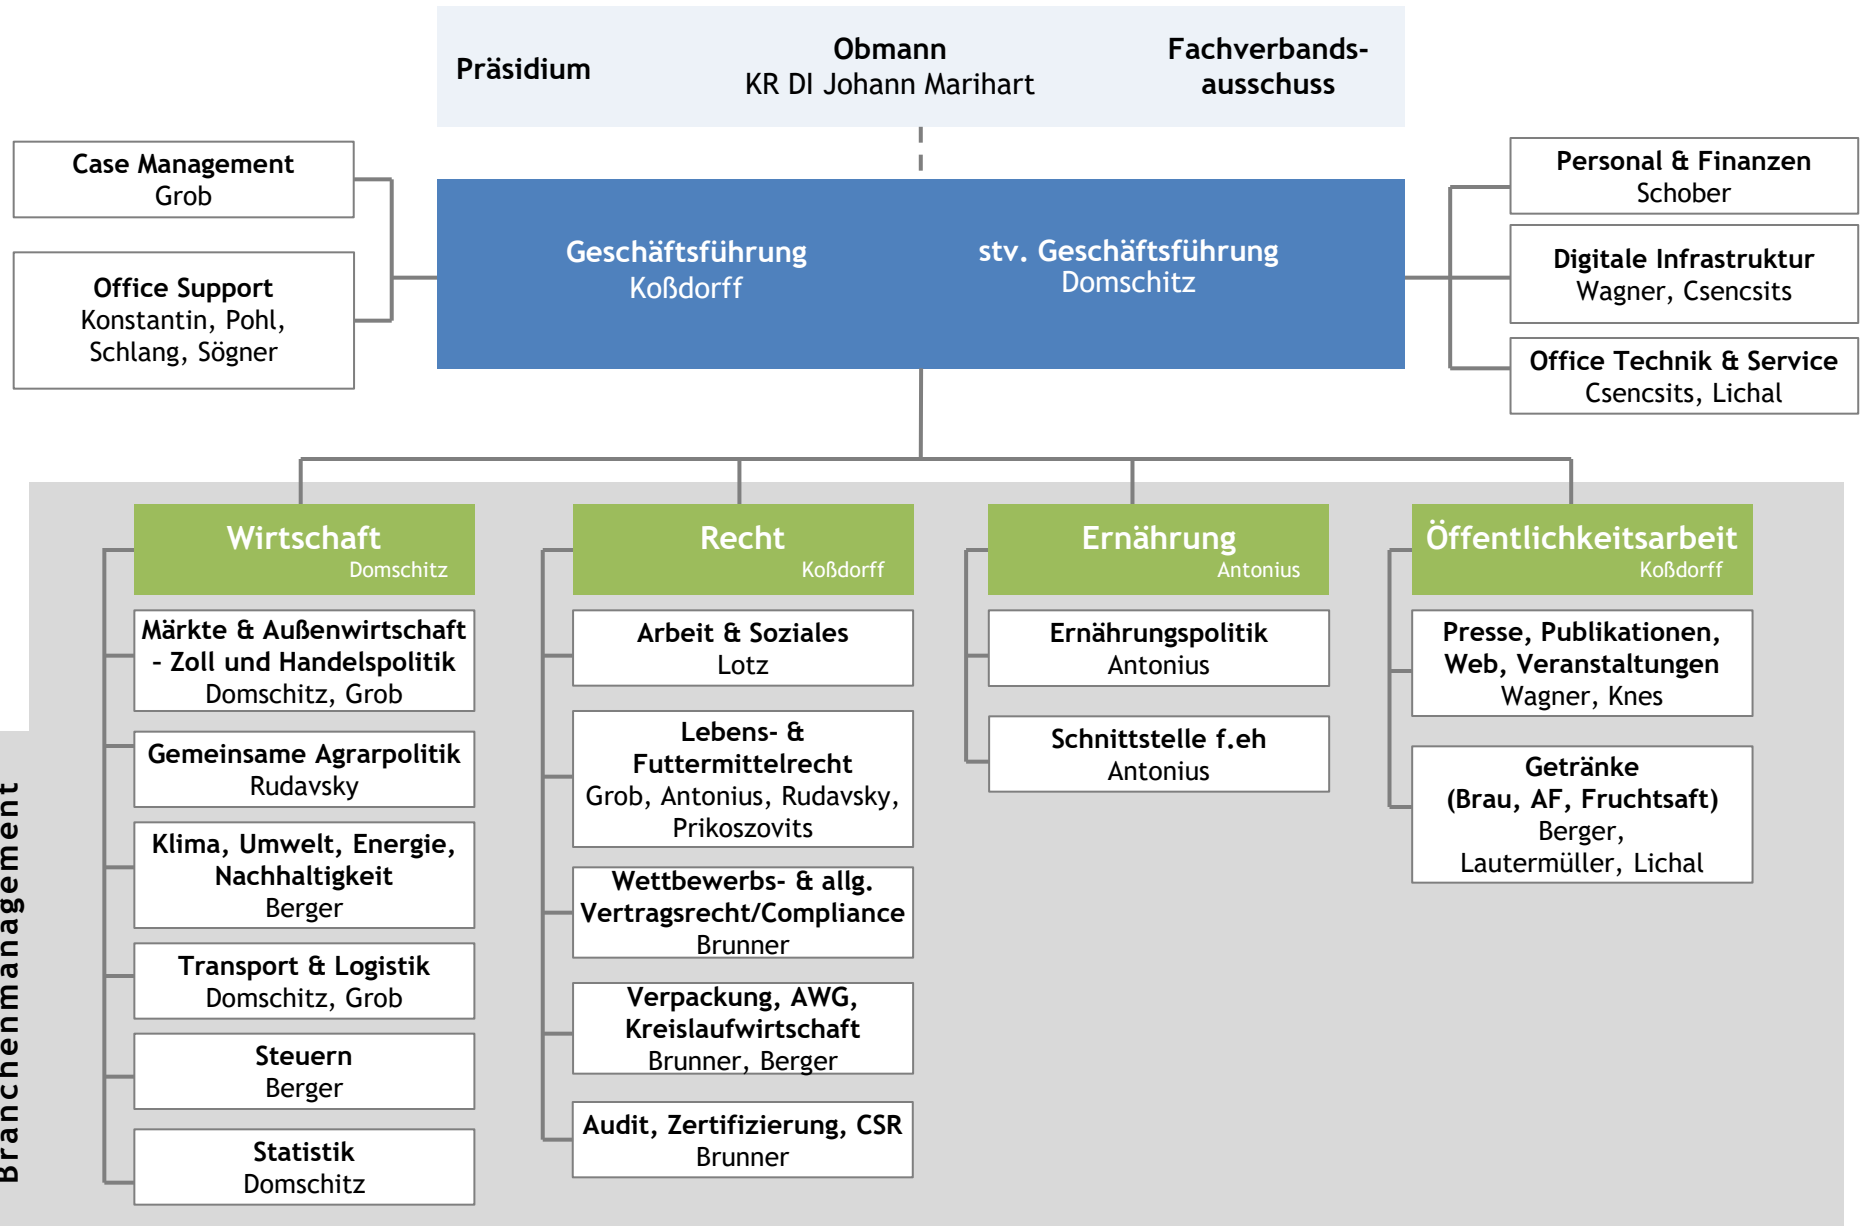 Präsidium
Obmann
KR DI Johann Marihart
Fachverbands-
ausschuss
Case Management
Grob
Office Support
Konstantin, Pohl,
Schlang, Sögner
Geschäftsführung
Koßdorff
stv. Geschäftsführung
Domschitz
Personal & Finanzen
Schober
Digitale Infrastruktur
Wagner, Csencsits
Office Technik & Service
Csencsits, Lichal
Branchenmanagement
Wirtschaft
Domschitz
Märkte & Außenwirtschaft
– Zoll und Handelspolitik
Domschitz, Grob
Gemeinsame Agrarpolitik
Rudavsky
Klima, Umwelt, Energie,
Nachhaltigkeit
Berger
Transport & Logistik
Domschitz, Grob
Steuern
Berger
Statistik
Domschitz
Recht
Koßdorff
Arbeit & Soziales
Lotz
Lebens- &
Futtermittelrecht
Grob, Antonius, Rudavsky,
Prikoszovits
Wettbewerbs- & allg.
Vertragsrecht/Compliance
Brunner
Verpackung, AWG,
Kreislaufwirtschaft
Brunner, Berger
Audit, Zertifizierung, CSR
Brunner
Ernährung
Antonius
Ernährungspolitik
Antonius
Schnittstelle f.eh
Antonius
Öffentlichkeitsarbeit
Koßdorff
Presse, Publikationen,
Web, Veranstaltungen
Wagner, Knes
Getränke
(Brau, AF, Fruchtsaft)
Berger,
Lautermüller, Lichal